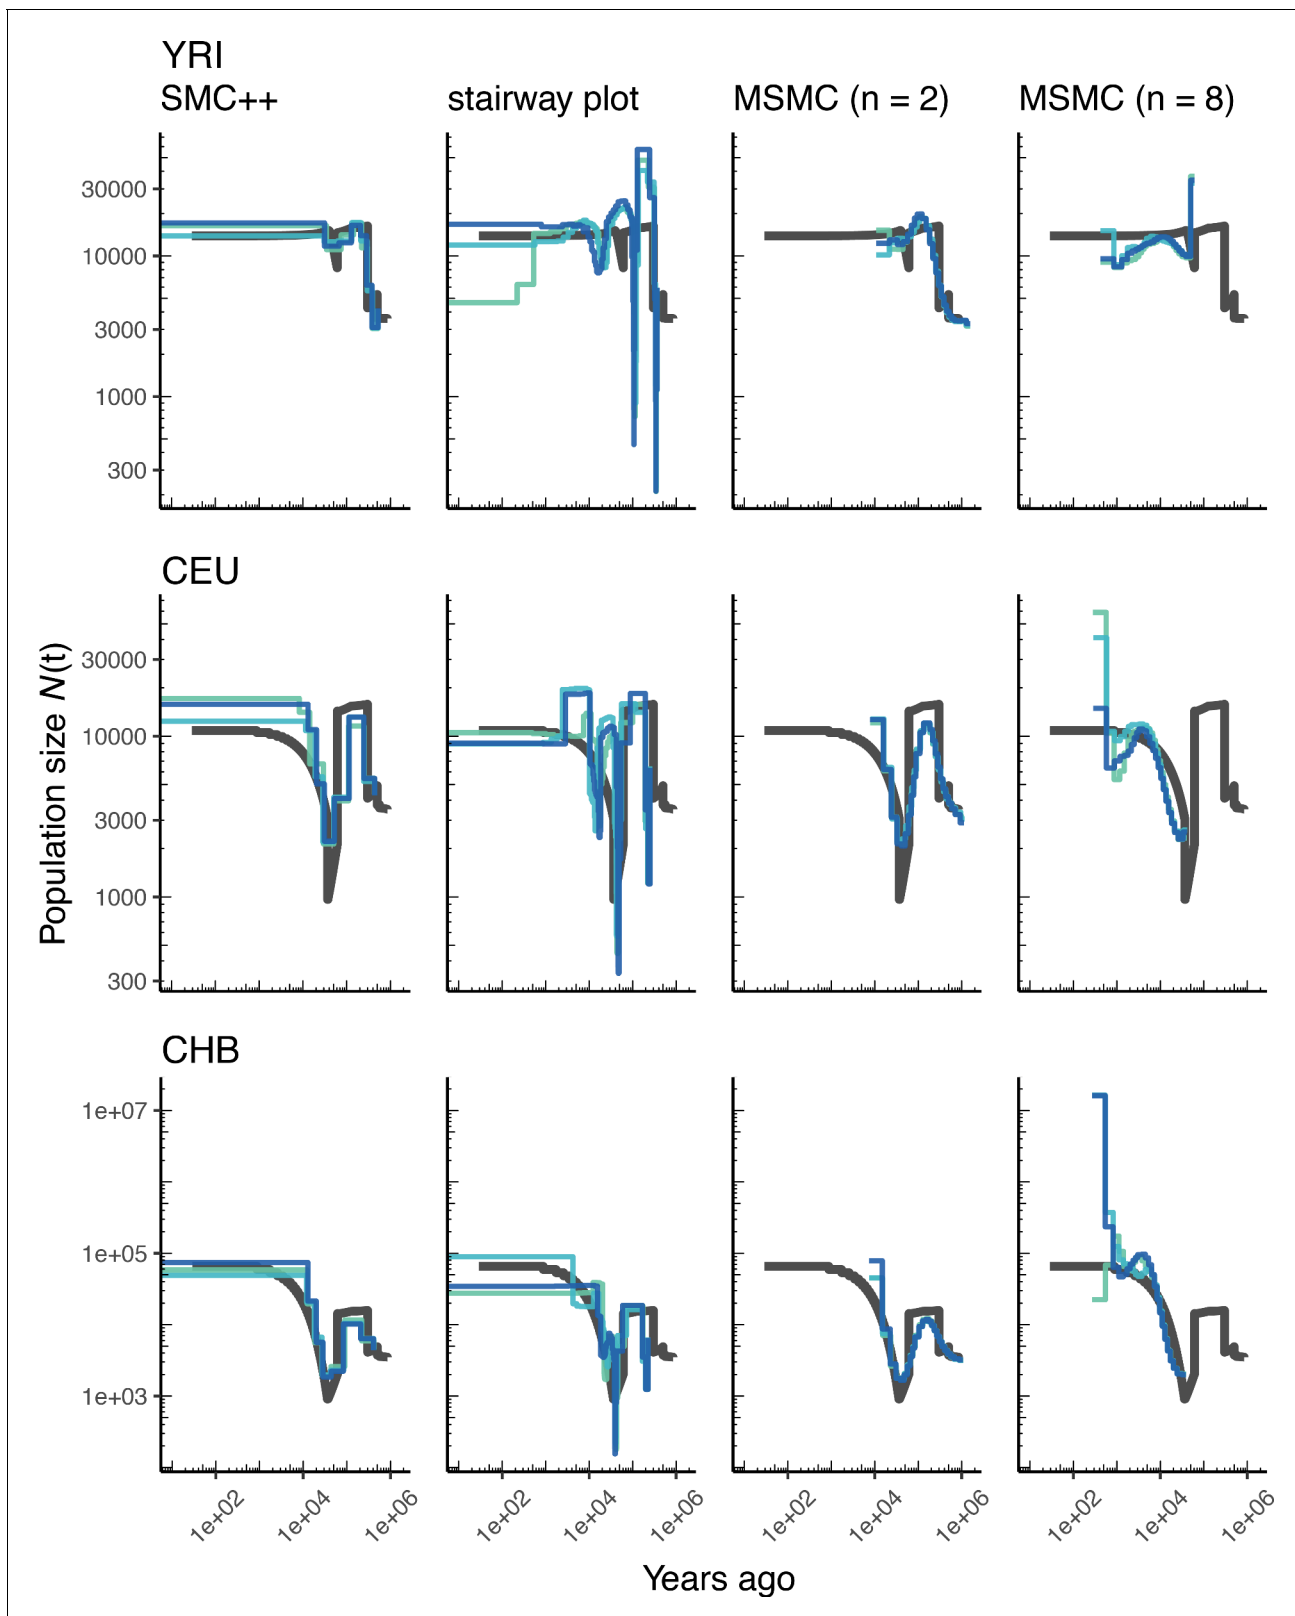 YRI
SMC++ stairway plot MSMC (n = 2) MSMC (n = 8)
30000
10000
3000
1000
300
CEU
30000
10000
3000
1000
300
Population size N(t)
CHB
1e+07
1e+05
1e+03
1e+02 1e+04 1e+06 1e+02 1e+04 1e+06 1e+02 1e+04 1e+06 1e+02 1e+04 1e+06
Years ago